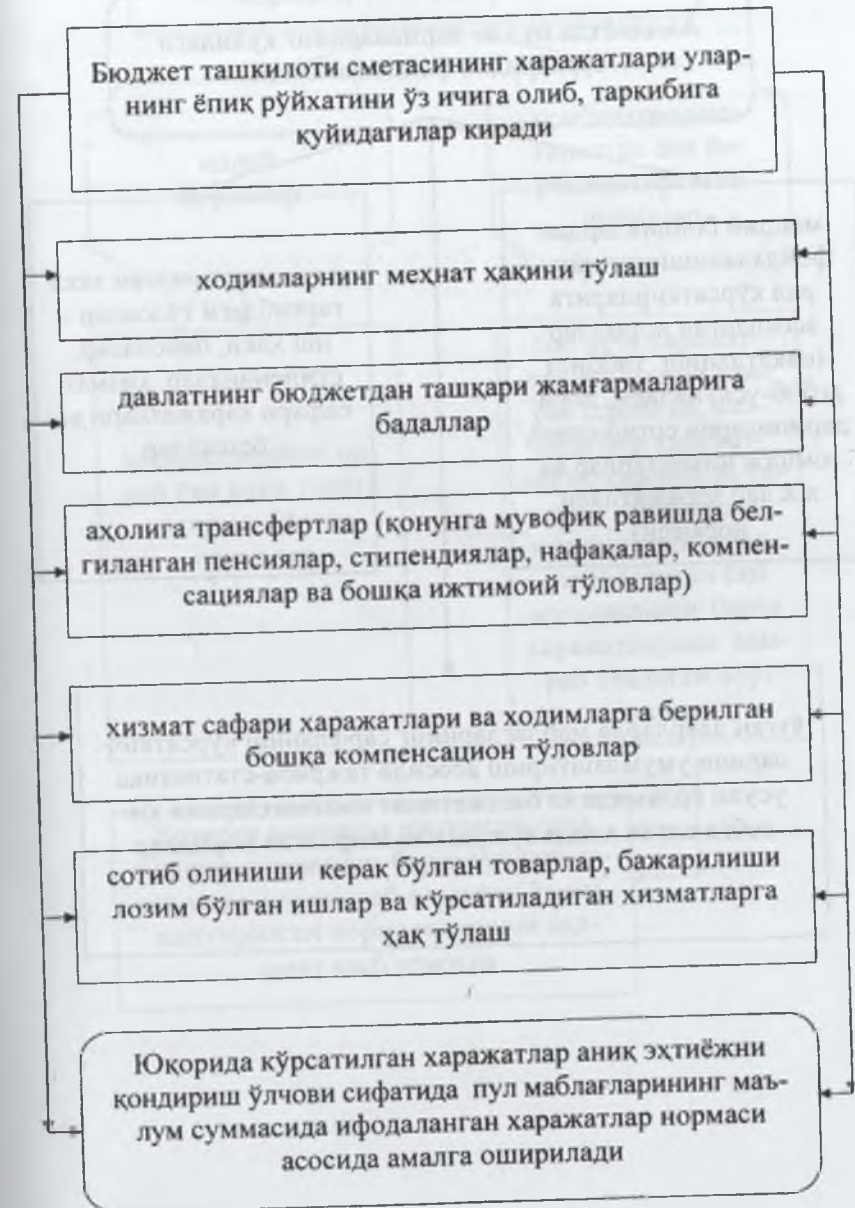 Бюджет ташкилоти сметасининг харажатлари улар-
нинг ёпиқ рўйхатини ўз ичига олиб, таркибига
қуйидагилар киради
ходимларнинг меҳнат ҳақини тўлаш
давлатнинг бюджетдан ташқари жамғармаларига
бадаллар
аҳолига трансфертлар (қонунга мувофиқ равишда бел-
гиланган пенсиялар, стипендиялар, нафақалар, компен-
сациялар ва бошқа ижтимоий тўловлар)
хизмат сафари харажатлари ва ходимларга берилган
бошқа компенсацион тўловлар
сотиб олиниши керак бўлган товарлар, бажарилиши
лозим бўлган ишлар ва кўрсатиладиган хизматларга
ҳақ тўлаш
Юқорида кўрсатилган харажатлар аниқ эҳтиёжни
қондириш ўлчови сифатида пул маблағларининг маъ-
лум суммасида ифодаланган харажатлар нормаси
асосида амалга оширилади